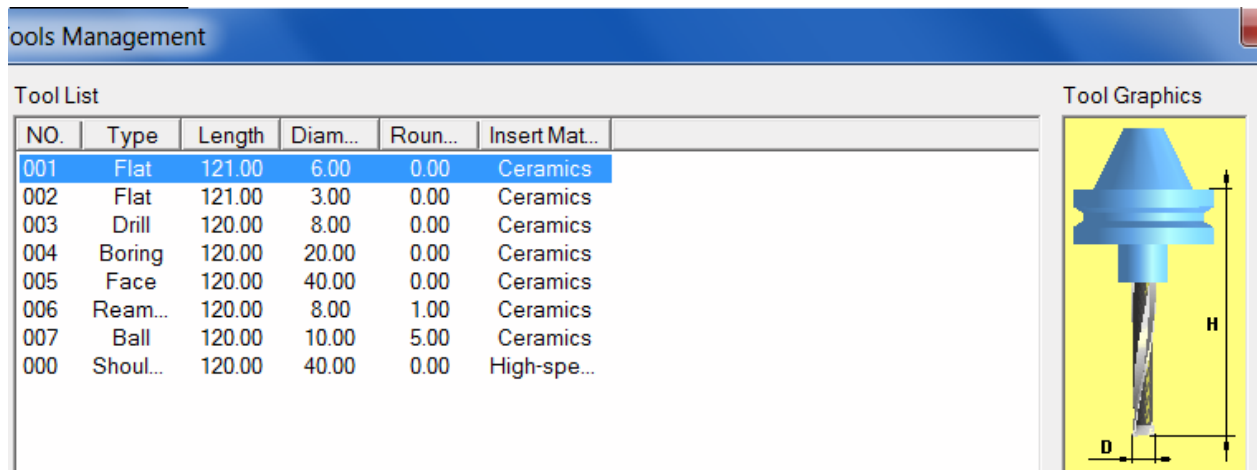 ools Management
Tool List
Tool Graphics
NO. Type Length Diam... Roun... Insert Mat...
001 Flat 121.00 6.00 0.00 Ceramics
002 Flat 121.00 3.00 0.00 Ceramics
003 Drill 120.00 8.00 0.00 Ceramics
004 Boring 120.00 20.00 0.00 Ceramics
005 Face 120.00 40.00 0.00 Ceramics
006 Ream... 120.00 8.00 1.00 Ceramics
007 Ball 120.00 10.00 5.00 Ceramics
000 Shoul... 120.00 40.00 0.00 High-spe...
H
D